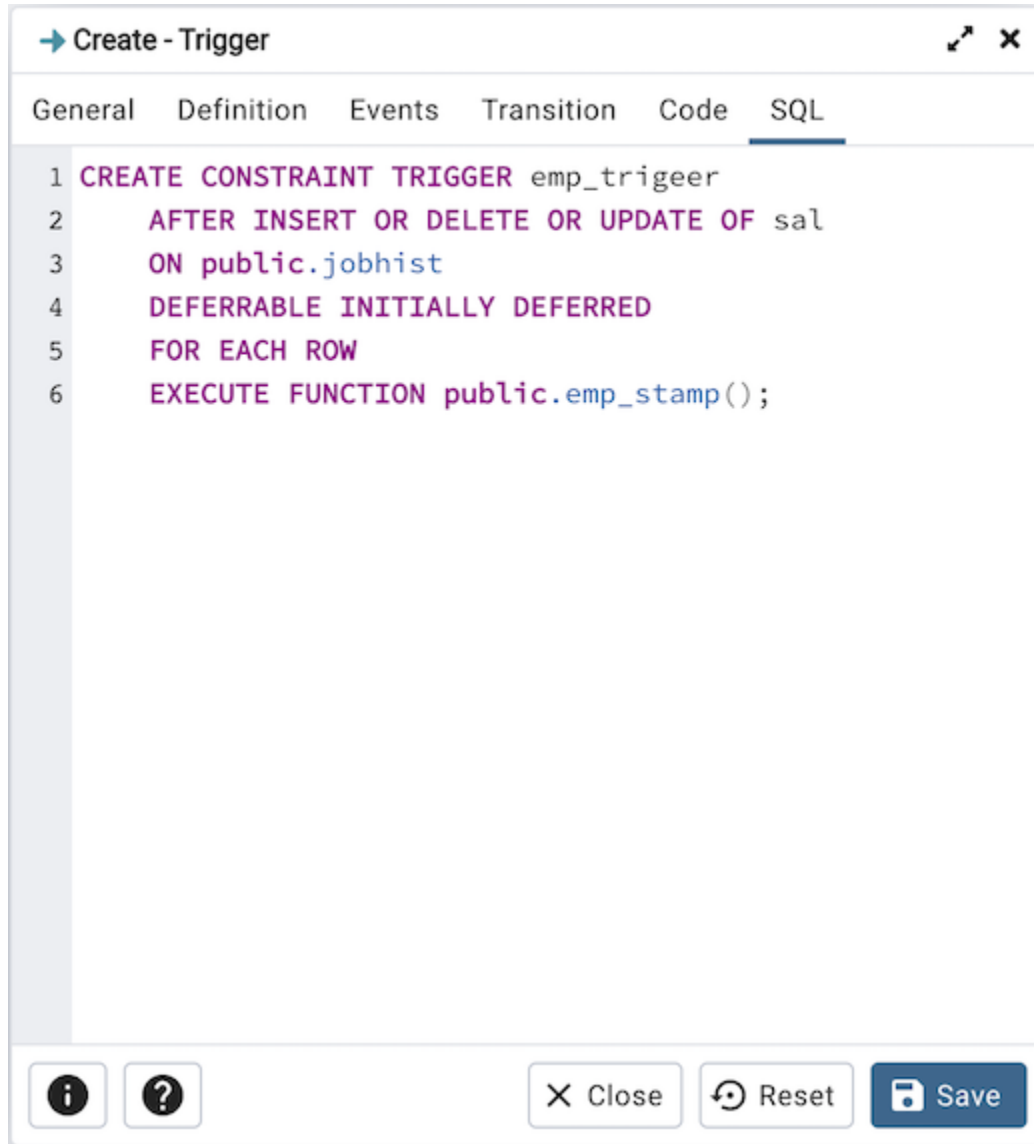 Create - Trigger
General Definition Events Transition Code SQL
1 CREATE CONSTRAINT TRIGGER emp_trigeer
2 AFTER INSERT OR DELETE OR UPDATE OF sal
3 ON public.jobhist
4 DEFERRABLE INITIALLY DEFERRED
5 FOR EACH ROW
6 EXECUTE FUNCTION public.emp_stamp();
Close Reset Save